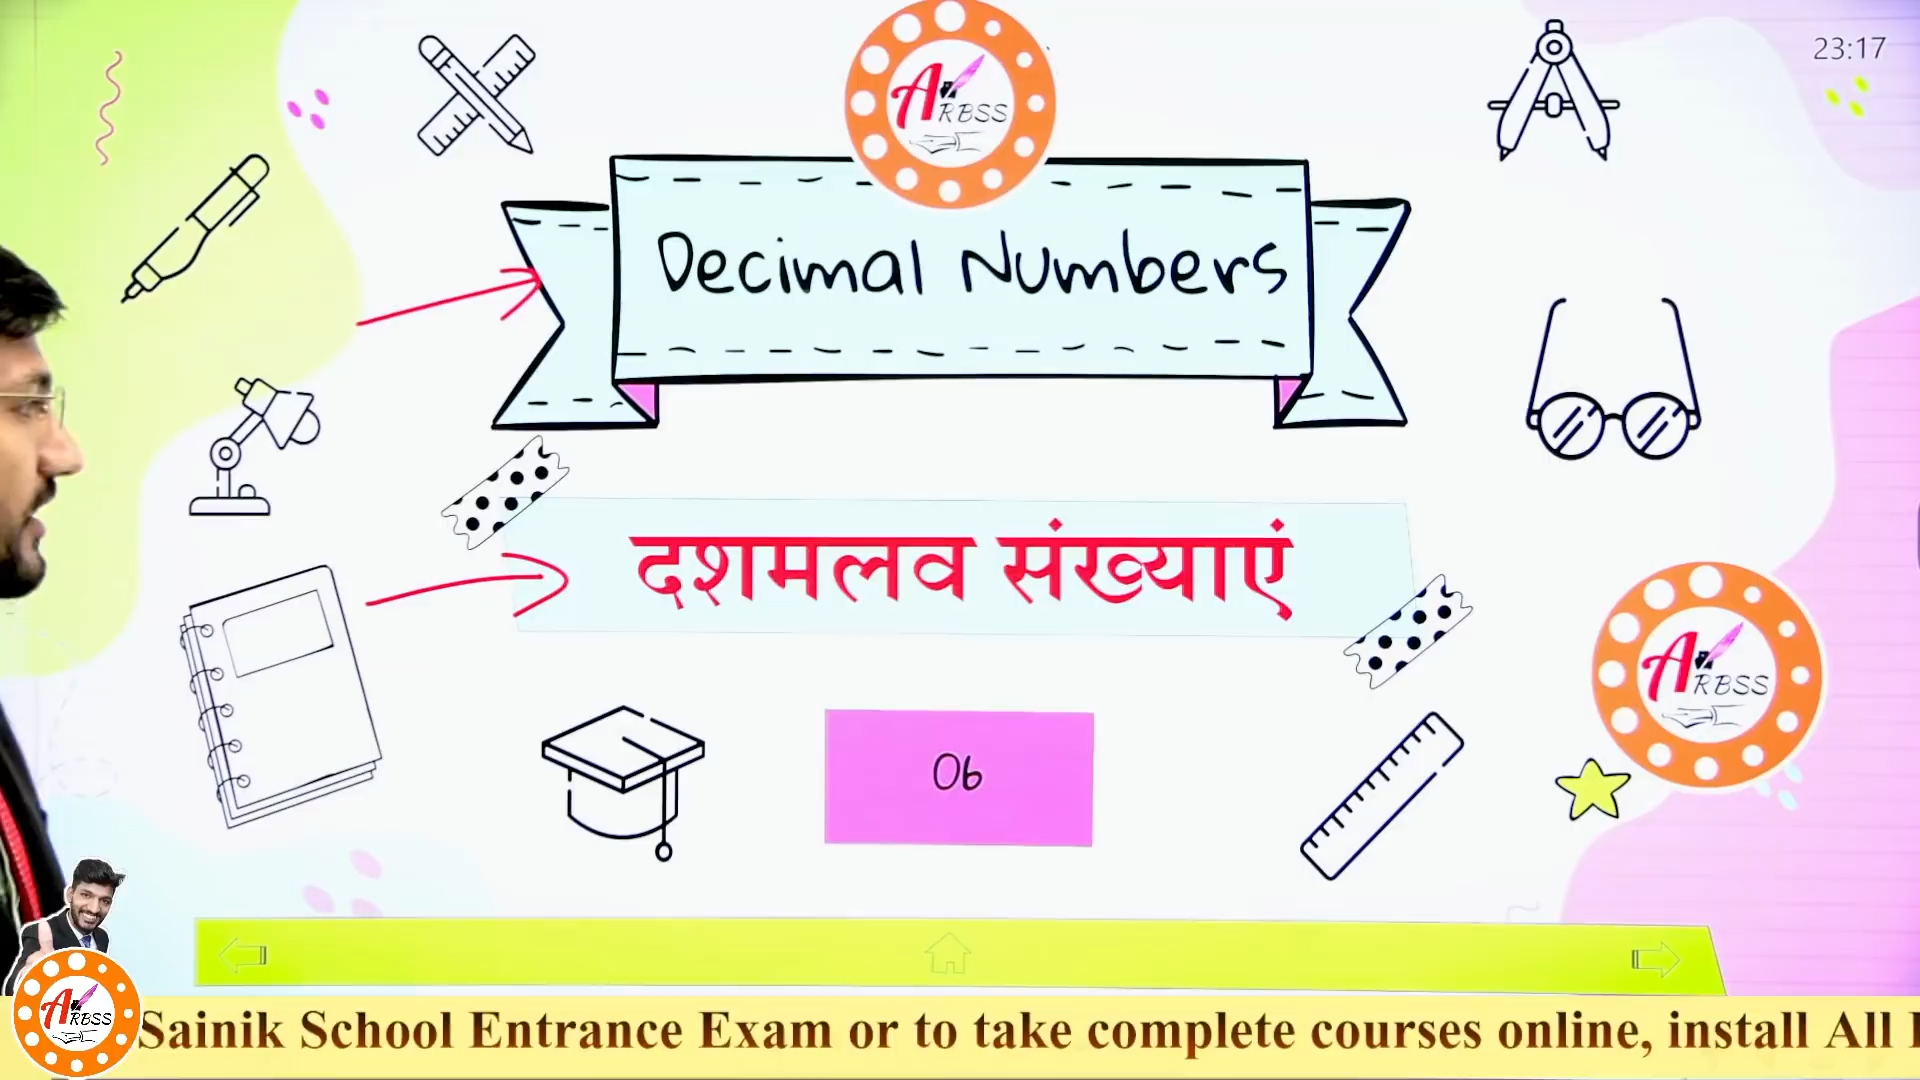 23:17
ARBSS
Decimal Numbers
दशमलव संख्याएं
ARBSS
06
ARBSS
Sainik School Entrance Exam or to take complete courses online, install All